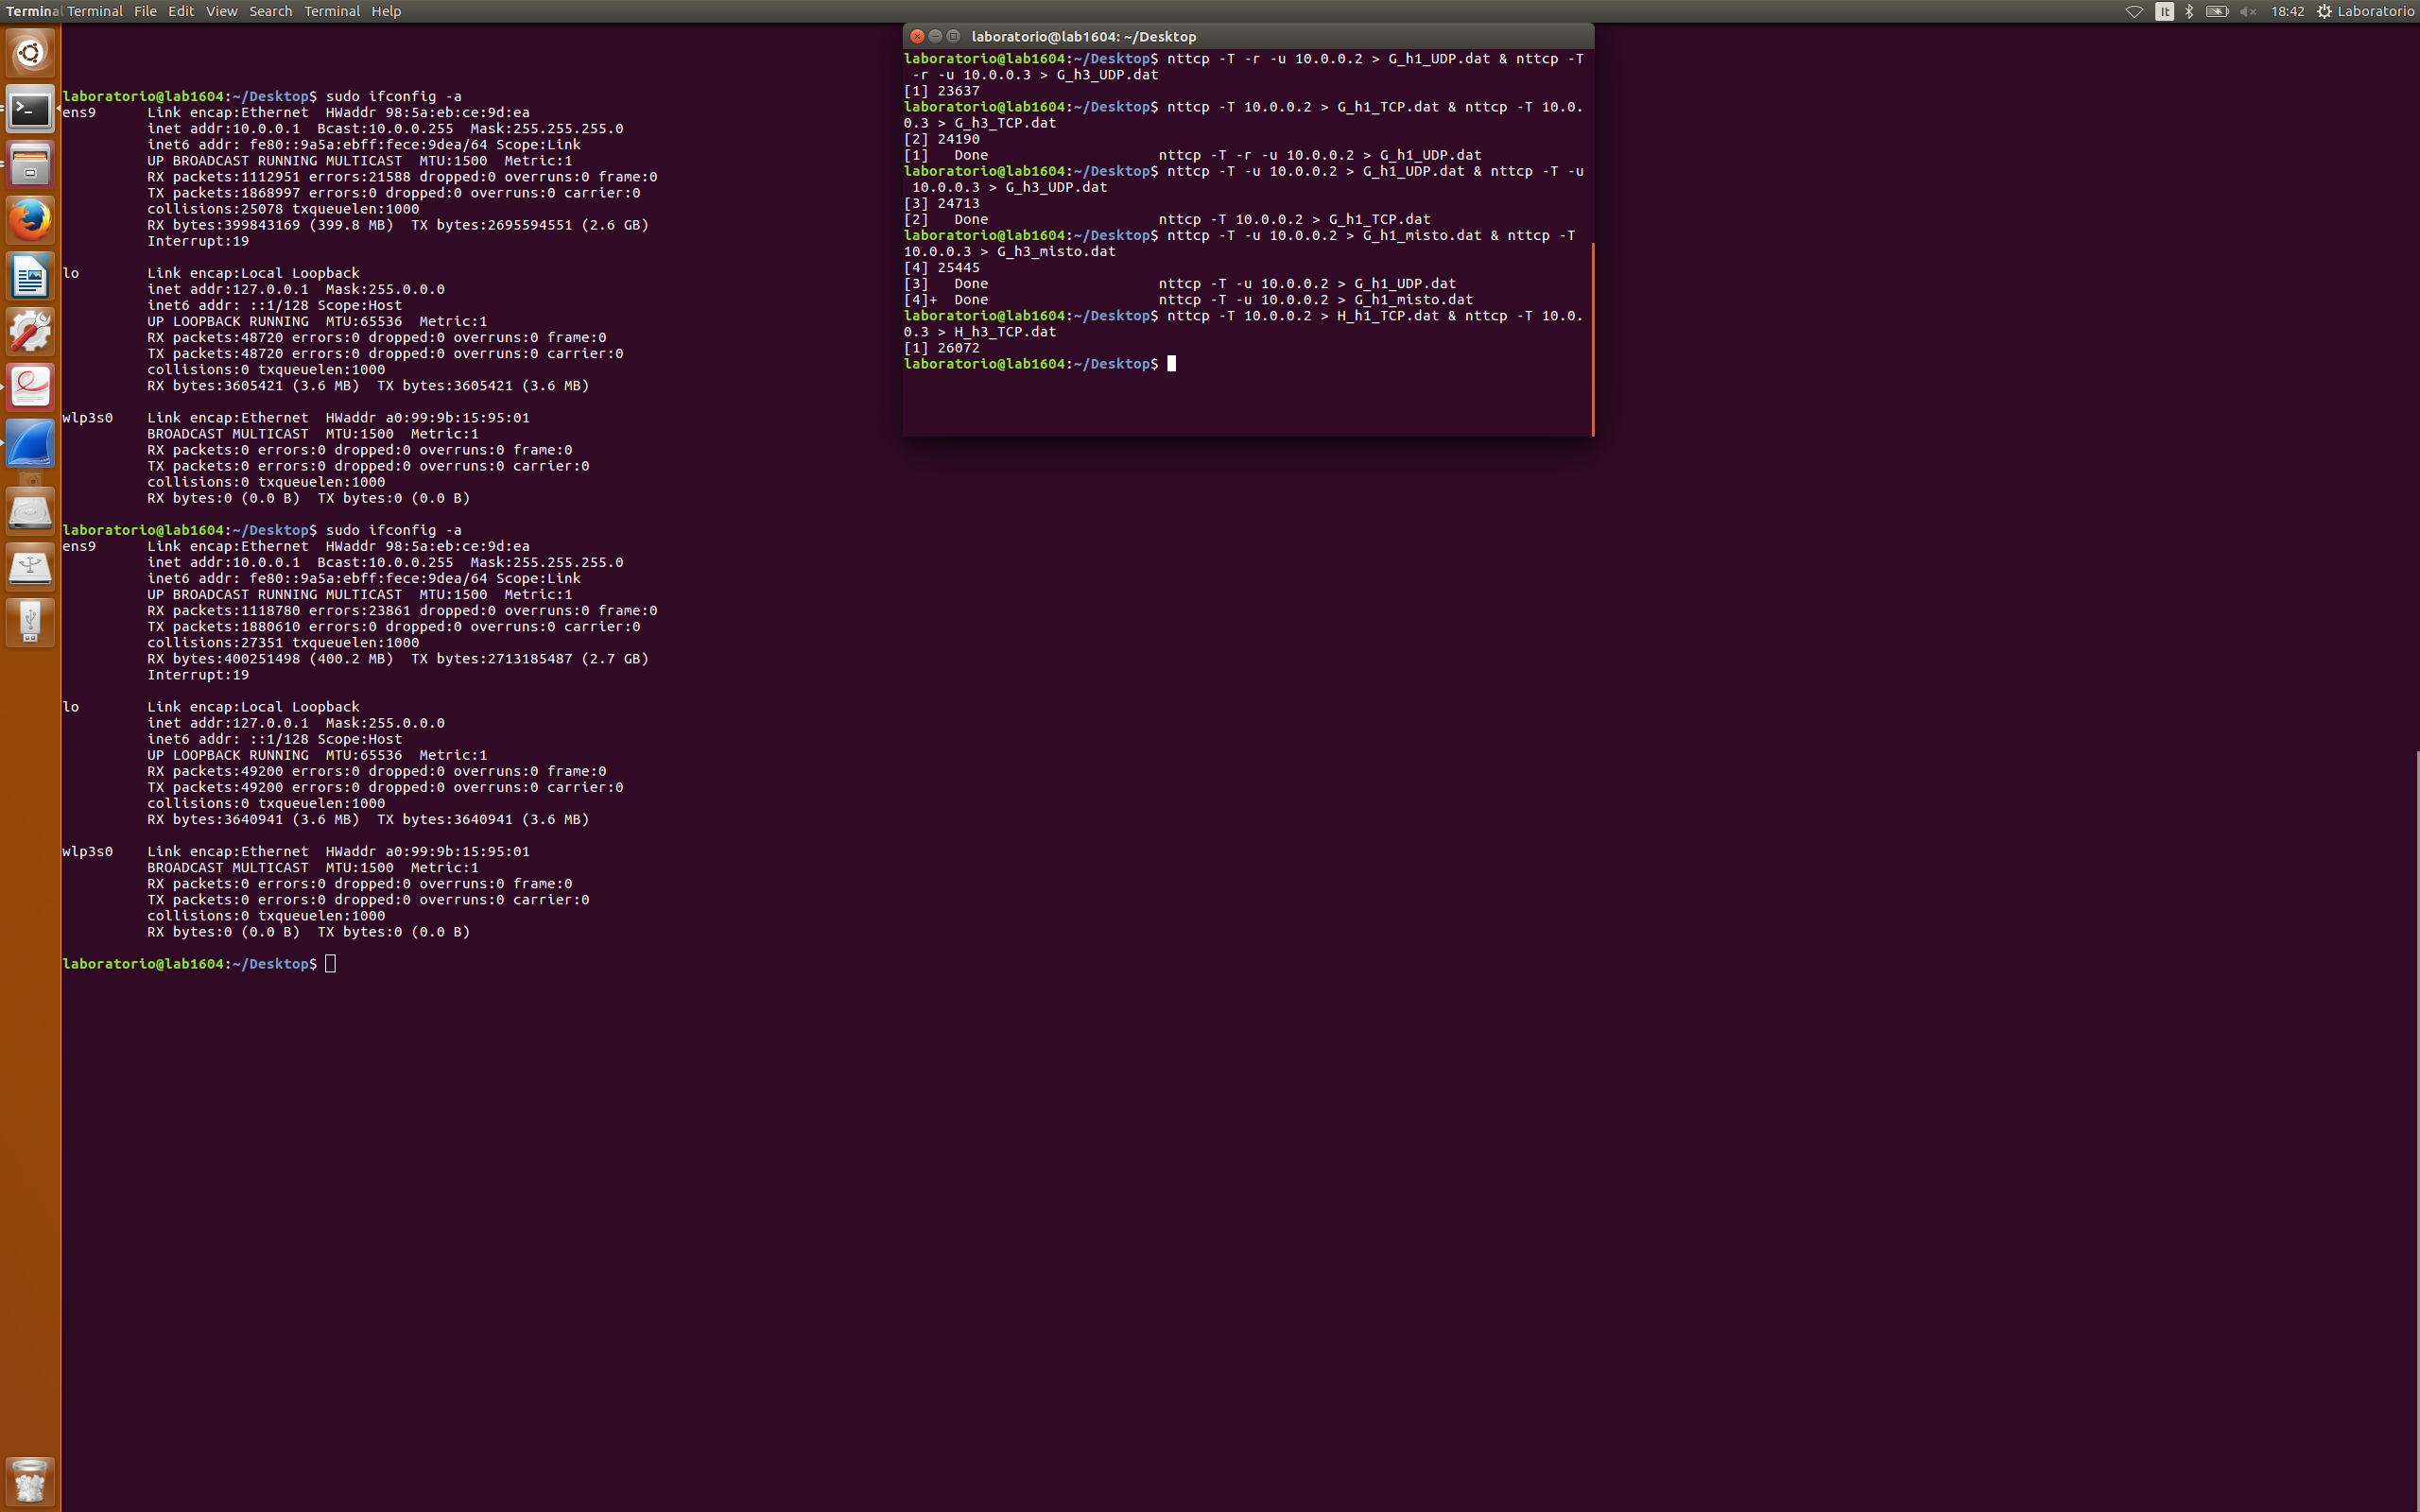 Terminal Terminal File Edit View Search Terminal Help
It 18:42 Laboratorio
laboratorio@lab1604:~/Desktop$ sudo ifconfig -a
ens9      Link encap:Ethernet  HWaddr 98:5a:eb:ce:9d:ea
          inet addr:10.0.0.1  Bcast:10.0.0.255  Mask:255.255.255.0
          inet6 addr: fe80::9a5a:ebff:fece:9dea/64 Scope:Link
          UP BROADCAST RUNNING MULTICAST  MTU:1500  Metric:1
          RX packets:1112951 errors:21588 dropped:0 overruns:0 frame:0
          TX packets:1868997 errors:0 dropped:0 overruns:0 carrier:0
          collisions:25078 txqueuelen:1000
          RX bytes:399843169 (399.8 MB)  TX bytes:2695594551 (2.6 GB)
          Interrupt:19
lo        Link encap:Local Loopback
          inet addr:127.0.0.1  Mask:255.0.0.0
          inet6 addr: ::1/128 Scope:Host
          UP LOOPBACK RUNNING  MTU:65536  Metric:1
          RX packets:48720 errors:0 dropped:0 overruns:0 frame:0
          TX packets:48720 errors:0 dropped:0 overruns:0 carrier:0
          collisions:0 txqueuelen:1000
          RX bytes:3605421 (3.6 MB)  TX bytes:3605421 (3.6 MB)
wlp3s0    Link encap:Ethernet  HWaddr a0:99:9b:15:95:01
          BROADCAST MULTICAST  MTU:1500  Metric:1
          RX packets:0 errors:0 dropped:0 overruns:0 frame:0
          TX packets:0 errors:0 dropped:0 overruns:0 carrier:0
          collisions:0 txqueuelen:1000
          RX bytes:0 (0.0 B)  TX bytes:0 (0.0 B)
laboratorio@lab1604:~/Desktop$ sudo ifconfig -a
ens9      Link encap:Ethernet  HWaddr 98:5a:eb:ce:9d:ea
          inet addr:10.0.0.1  Bcast:10.0.0.255  Mask:255.255.255.0
          inet6 addr: fe80::9a5a:ebff:fece:9dea/64 Scope:Link
          UP BROADCAST RUNNING MULTICAST  MTU:1500  Metric:1
          RX packets:1118780 errors:23861 dropped:0 overruns:0 frame:0
          TX packets:1880610 errors:0 dropped:0 overruns:0 carrier:0
          collisions:27351 txqueuelen:1000
          RX bytes:400251498 (400.2 MB)  TX bytes:2713185487 (2.7 GB)
          Interrupt:19
lo        Link encap:Local Loopback
          inet addr:127.0.0.1  Mask:255.0.0.0
          inet6 addr: ::1/128 Scope:Host
          UP LOOPBACK RUNNING  MTU:65536  Metric:1
          RX packets:49200 errors:0 dropped:0 overruns:0 frame:0
          TX packets:49200 errors:0 dropped:0 overruns:0 carrier:0
          collisions:0 txqueuelen:1000
          RX bytes:3640941 (3.6 MB)  TX bytes:3640941 (3.6 MB)
wlp3s0    Link encap:Ethernet  HWaddr a0:99:9b:15:95:01
          BROADCAST MULTICAST  MTU:1500  Metric:1
          RX packets:0 errors:0 dropped:0 overruns:0 frame:0
          TX packets:0 errors:0 dropped:0 overruns:0 carrier:0
          collisions:0 txqueuelen:1000
          RX bytes:0 (0.0 B)  TX bytes:0 (0.0 B)
laboratorio@lab1604:~/Desktop$
laboratorio@lab1604: ~/Desktop
laboratorio@lab1604:~/Desktop$ nttcp -T -r -u 10.0.0.2 > G_h1_UDP.dat & nttcp -T
 -r -u 10.0.0.3 > G_h3_UDP.dat
[1] 23637
laboratorio@lab1604:~/Desktop$ nttcp -T 10.0.0.2 > G_h1_TCP.dat & nttcp -T 10.0.
0.3 > G_h3_TCP.dat
[2] 24190
[1]   Done                    nttcp -T -r -u 10.0.0.2 > G_h1_UDP.dat
laboratorio@lab1604:~/Desktop$ nttcp -T -u 10.0.0.2 > G_h1_UDP.dat & nttcp -T -u
 10.0.0.3 > G_h3_UDP.dat
[3] 24713
[2]   Done                    nttcp -T 10.0.0.2 > G_h1_TCP.dat
laboratorio@lab1604:~/Desktop$ nttcp -T -u 10.0.0.2 > G_h1_misto.dat & nttcp -T
10.0.0.3 > G_h3_misto.dat
[4] 25445
[3]   Done                    nttcp -T -u 10.0.0.2 > G_h1_UDP.dat
[4]+  Done                    nttcp -T -u 10.0.0.2 > G_h1_misto.dat
laboratorio@lab1604:~/Desktop$ nttcp -T 10.0.0.2 > H_h1_TCP.dat & nttcp -T 10.0.
0.3 > H_h3_TCP.dat
[1] 26072
laboratorio@lab1604:~/Desktop$